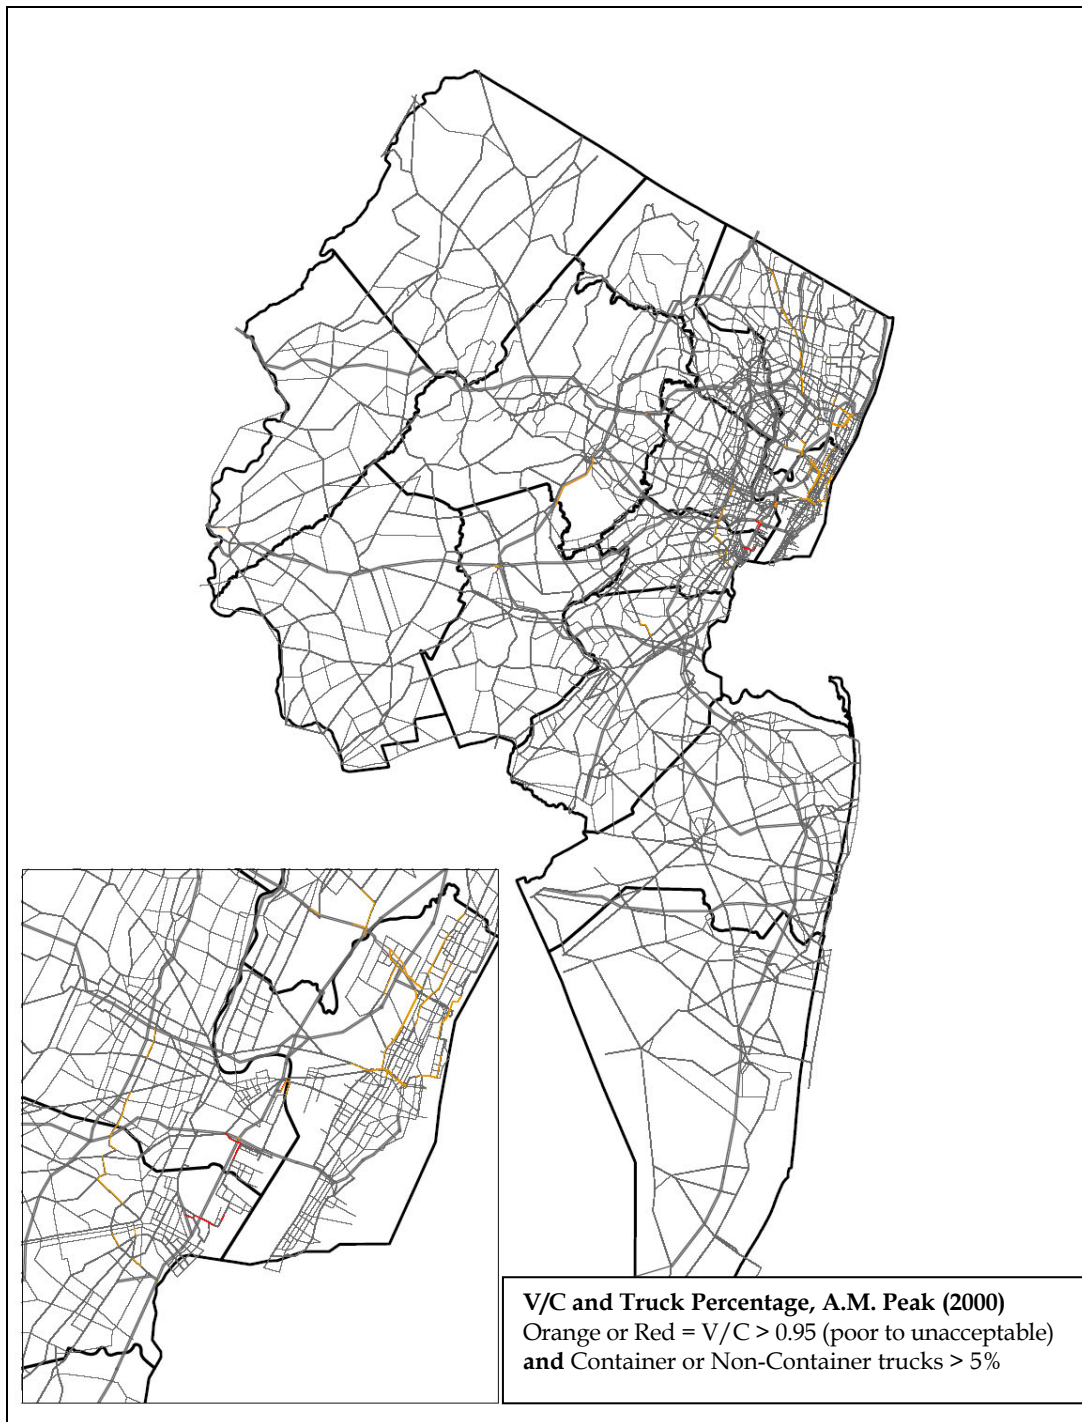 V/C and Truck Percentage, A.M. Peak (2000)
Orange or Red = V/C > 0.95 (poor to unacceptable)
and Container or Non-Container trucks > 5%